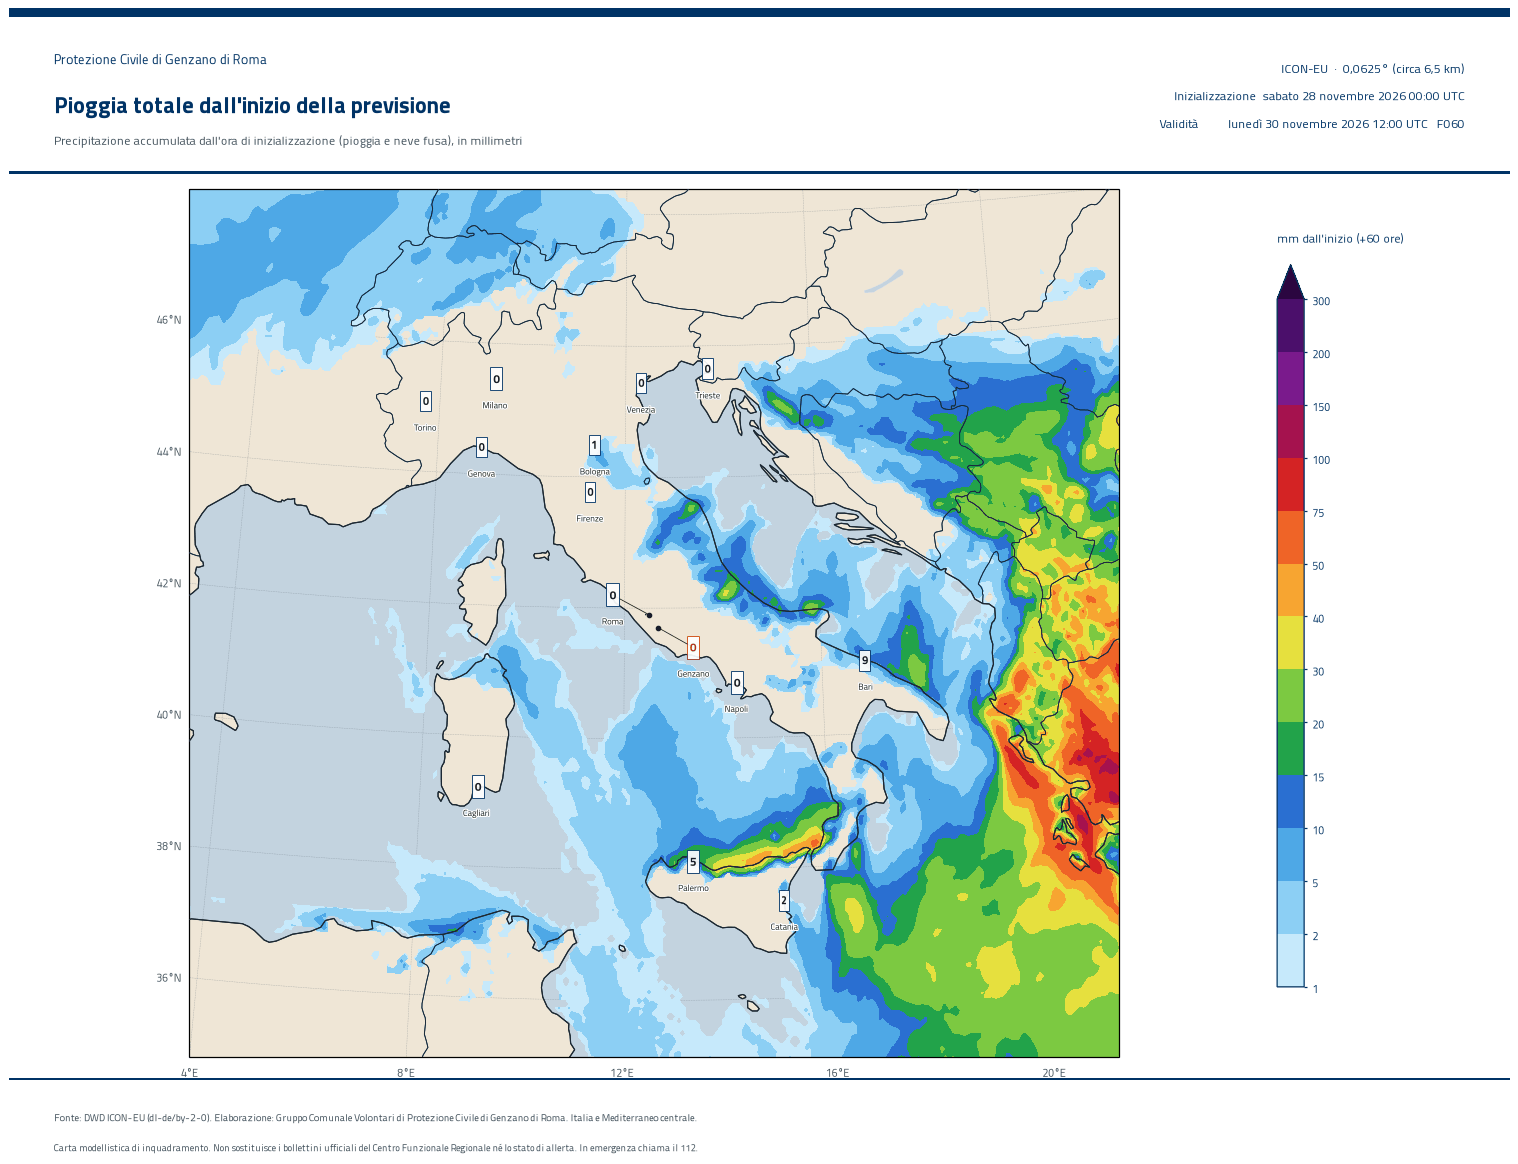 Protezione Civile di Genzano di Roma
Pioggia totale dall'inizio della previsione
Precipitazione accumulata dall'ora di inizializzazione (pioggia e neve fusa), in millimetri
ICON-EU · 0,0625° (circa 6,5 km)
Inizializzazione sabato 28 novembre 2026 00:00 UTC
Validità lunedì 30 novembre 2026 12:00 UTC F060
mm dall'inizio (+60 ore)
300
200
150
100
75
50
40
30
20
15
10
5
2
1
46°N
44°N
42°N
40°N
38°N
36°N
4°E
8°E
12°E
16°E
20°E
0
Torino
0
Milano
0
Venezia
0
Trieste
0
Genova
1
Bologna
0
Firenze
0
Roma
0
Genzano
0
Napoli
9
Bari
0
Cagliari
5
Palermo
2
Catania
Fonte: DWD ICON-EU (dl-de/by-2-0). Elaborazione: Gruppo Comunale Volontari di Protezione Civile di Genzano di Roma. Italia e Mediterraneo centrale.
Carta modellistica di inquadramento. Non sostituisce i bollettini ufficiali del Centro Funzionale Regionale né lo stato di allerta. In emergenza chiama il 112.